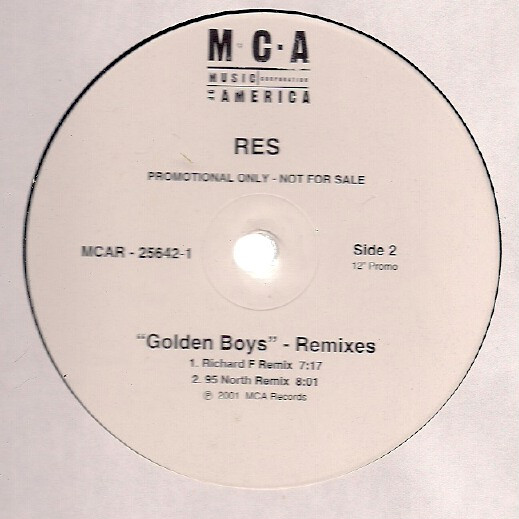 M·C·A
MUSIC CORPORATION
OF AMERICA
RES
PROMOTIONAL ONLY - NOT FOR SALE
MCAR - 25642-1
Side 2
12" Promo
"Golden Boys" - Remixes
1. Richard F Remix 7:17
2. 95 North Remix 8:01
℗ 2001 MCA Records